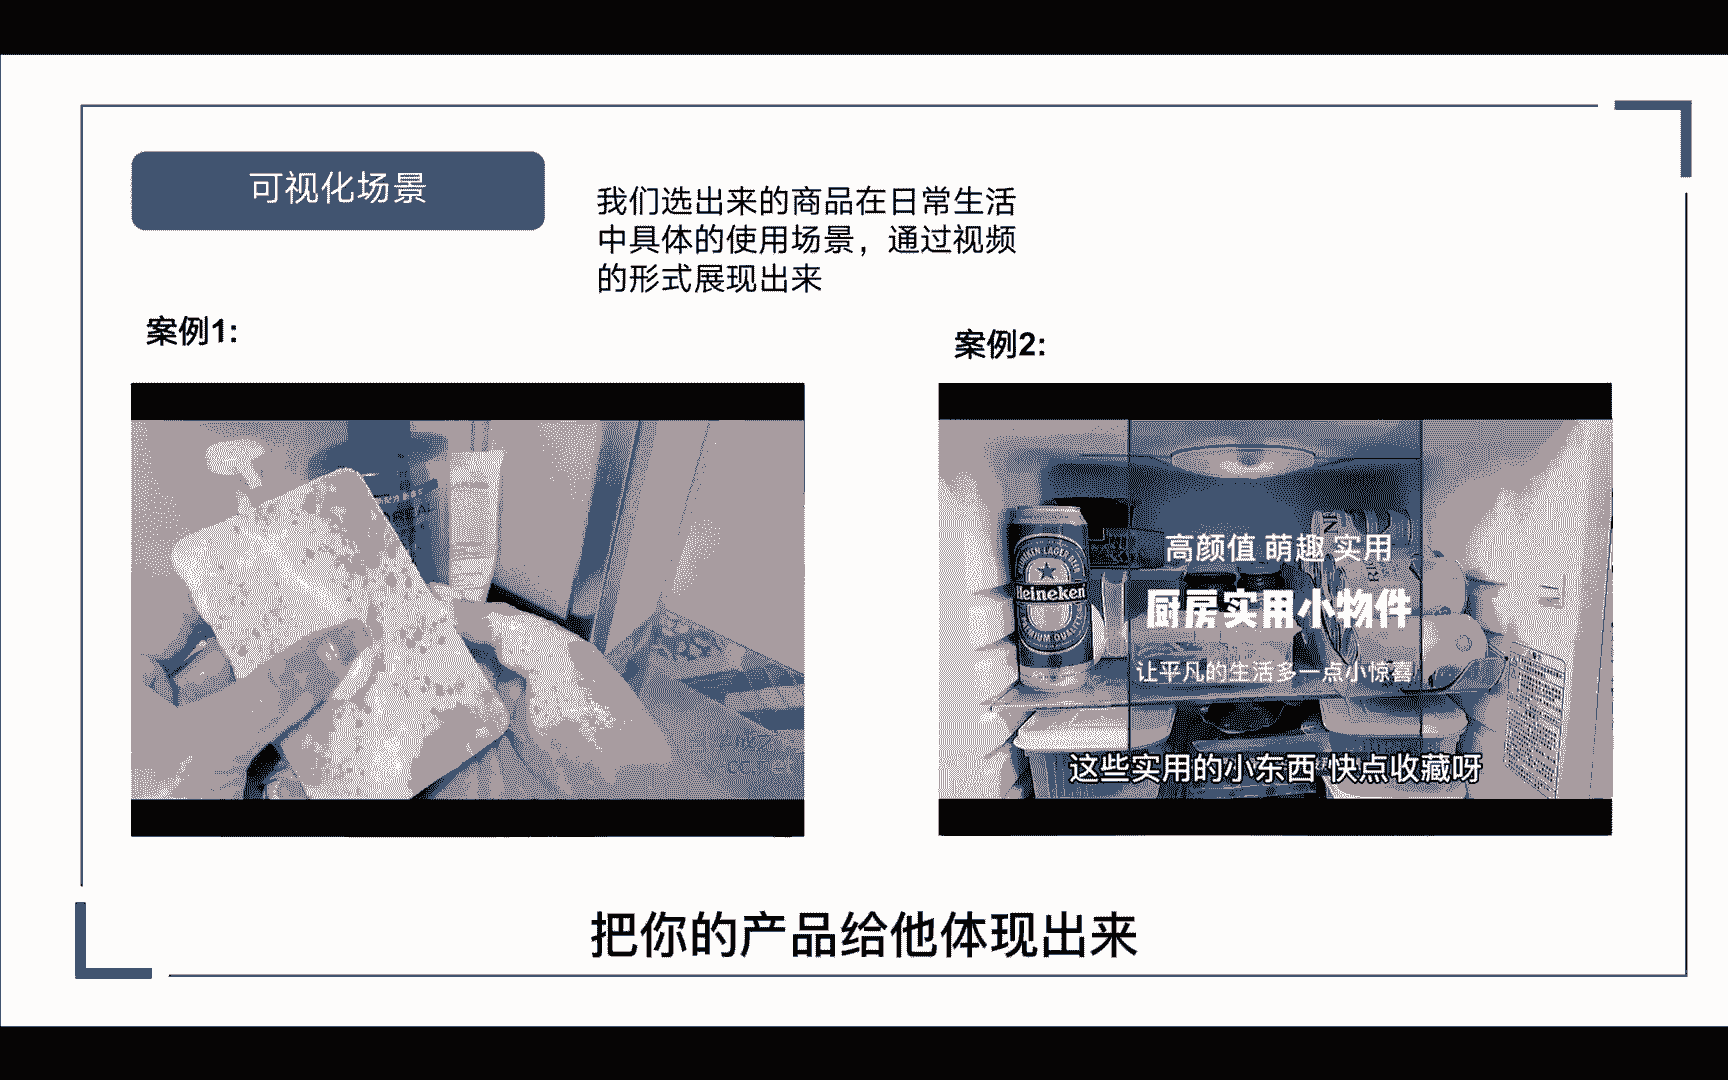 可视化场景
我们选出来的商品在日常生活
中具体的使用场景，通过视频
的形式展现出来
案例1:
案例2:
高颜值 萌趣 实用
Heineken
厨房实用小物件
PREMIUM QUALITY
让平凡的生活多一点小惊喜
这些实用的小东西 快点收藏呀
把你的产品给他体现出来